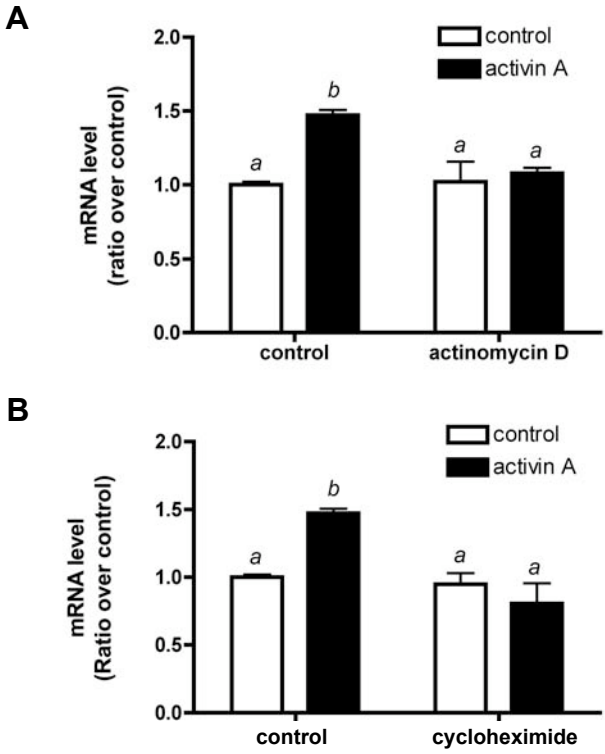 A
mRNA level
(ratio over control)
2.0
1.5
1.0
0.5
0.0
control
activin A
a
b
a
a
control
actinomycin D
B
mRNA level
(Ratio over control)
2.0
1.5
1.0
0.5
0.0
control
activin A
a
b
a
a
control
cycloheximide